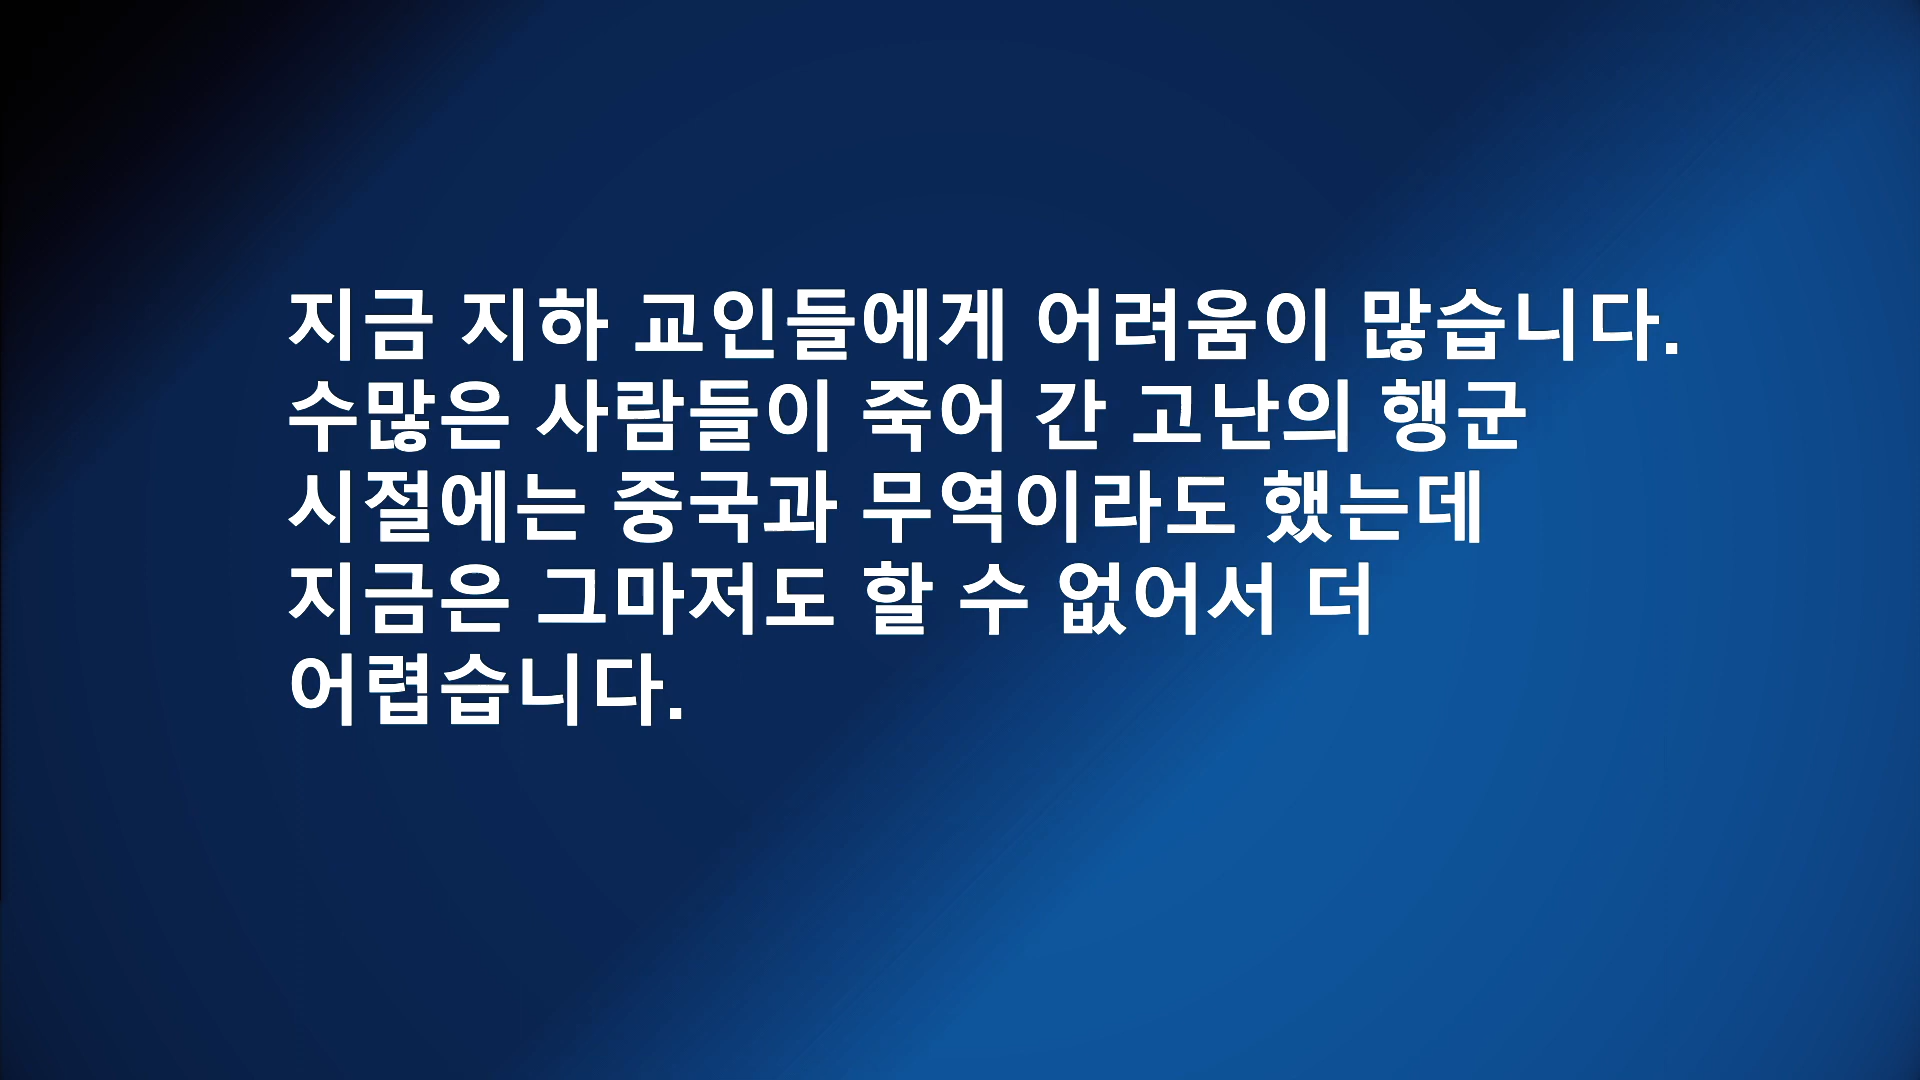 지금 지하 교인들에게 어려움이 많습니다.
수많은 사람들이 죽어 간 고난의 행군
시절에는 중국과 무역이라도 했는데
지금은 그마저도 할 수 없어서 더
어렵습니다.